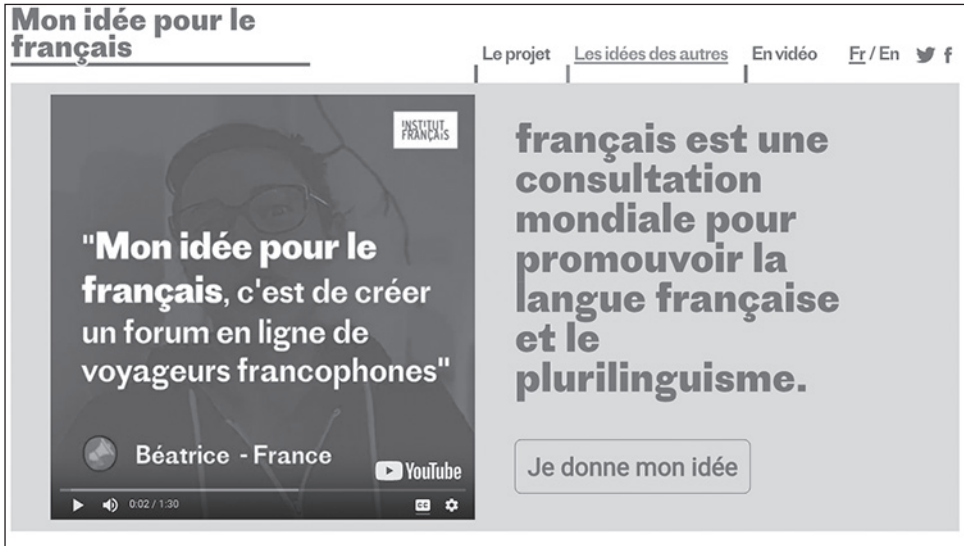 Mon idée pour le
français
Le projet Les idées des autres En vidéo Fr / En
INSTITUT
FRANÇAIS
"Mon idée pour le
français, c'est de créer
un forum en ligne de
voyageurs francophones"
Béatrice - France
YouTube
0:02 / 1:30
CC
français est une
consultation
mondiale pour
promouvoir la
langue française
et le
plurilinguisme.
Je donne mon idée